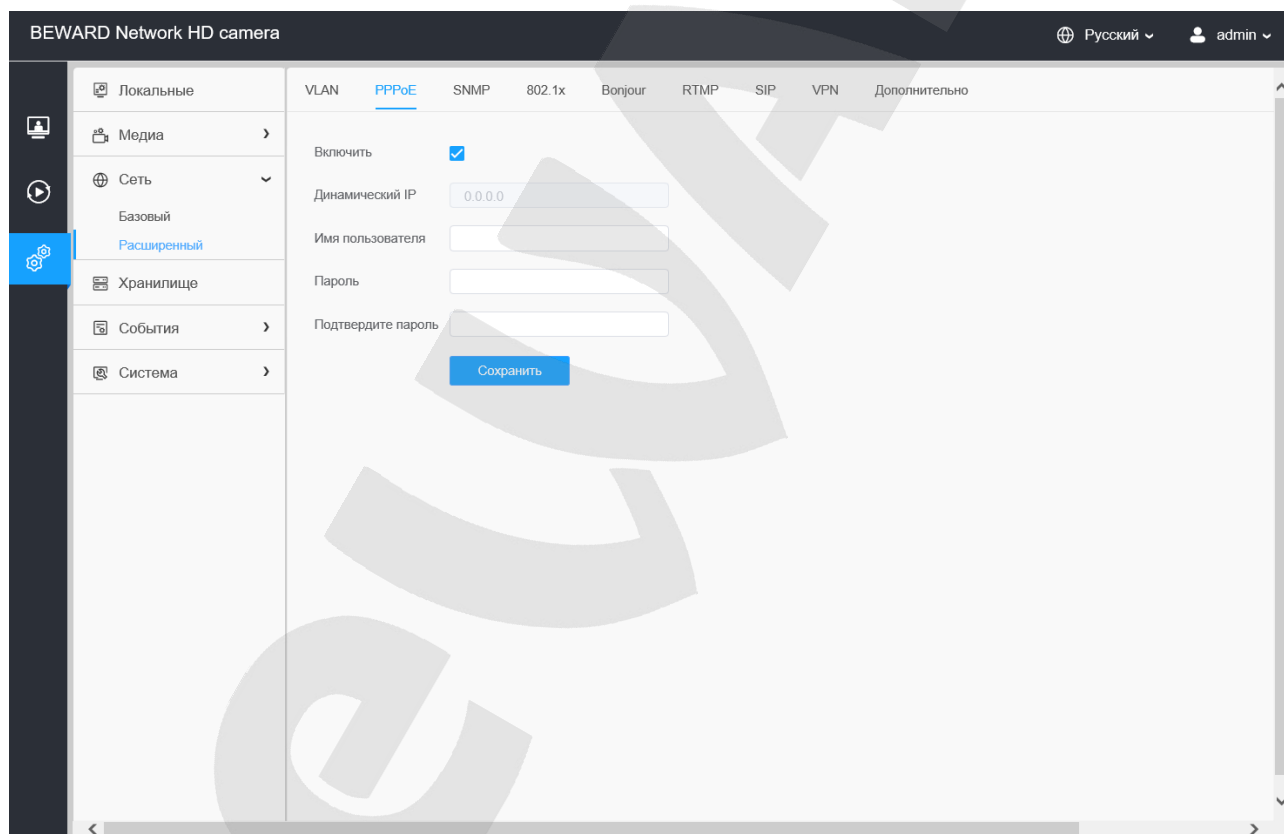 BEWARD Network HD camera
Русский
admin
Локальные
Медиа
Сеть
Базовый
Расширенный
Хранилище
События
Система
VLAN PPPoE SNMP 802.1x Bonjour RTMP SIP VPN Дополнительно
Включить
Динамический IP 0.0.0.0
Имя пользователя
Пароль
Подтвердите пароль
Сохранить